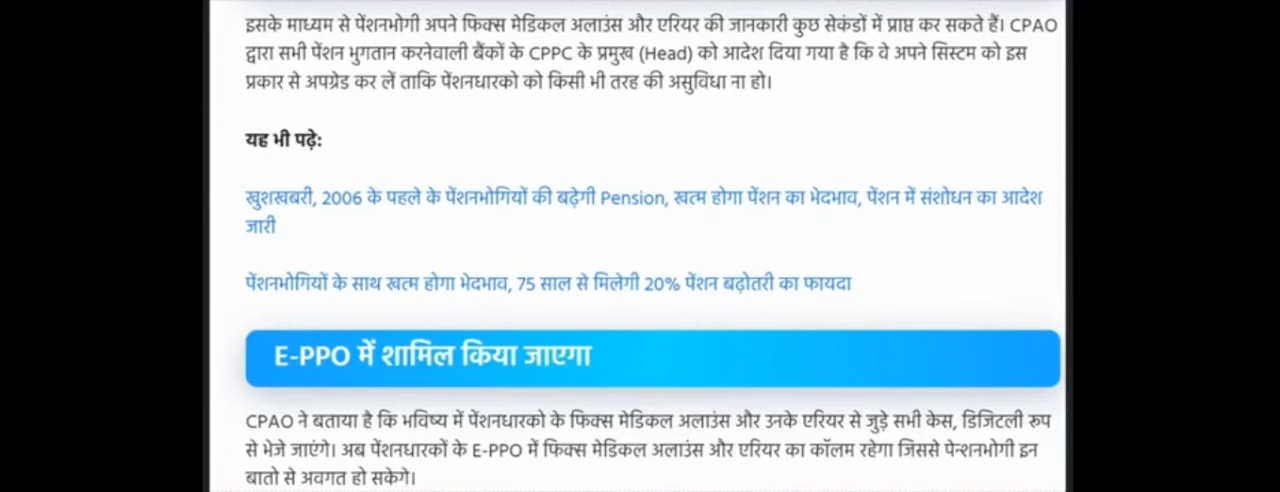 इसके माध्यम से पेंशनभोगी अपने फिक्स मेडिकल अलाउंस और एरियर की जानकारी कुछ सेकंडों में प्राप्त कर सकते हैं। CPAO
द्वारा सभी पेंशन भुगतान करनेवाली बैंकों के CPPC के प्रमुख (Head) को आदेश दिया गया है कि वे अपने सिस्टम को इस
प्रकार से अपग्रेड कर लें ताकि पेंशनधारको को किसी भी तरह की असुविधा ना हो।
यह भी पढ़े:
खुशखबरी, 2006 के पहले के पेंशनभोगियों की बढ़ेगी Pension, खत्म होगा पेंशन का भेदभाव, पेंशन में संशोधन का आदेश
जारी
पेंशनभोगियों के साथ खत्म होगा भेदभाव, 75 साल से मिलेगी 20% पेंशन बढ़ोतरी का फायदा
E-PPO में शामिल किया जाएगा
CPAO ने बताया है कि भविष्य में पेंशनधारको के फिक्स मेडिकल अलाउंस और उनके एरियर से जुड़े सभी केस, डिजिटली रूप
से भेजे जाएंगे। अब पेंशनधारकों के E-PPO में फिक्स मेडिकल अलाउंस और एरियर का कॉलम रहेगा जिससे पेन्शनभोगी इन
बातो से अवगत हो सकेगे।